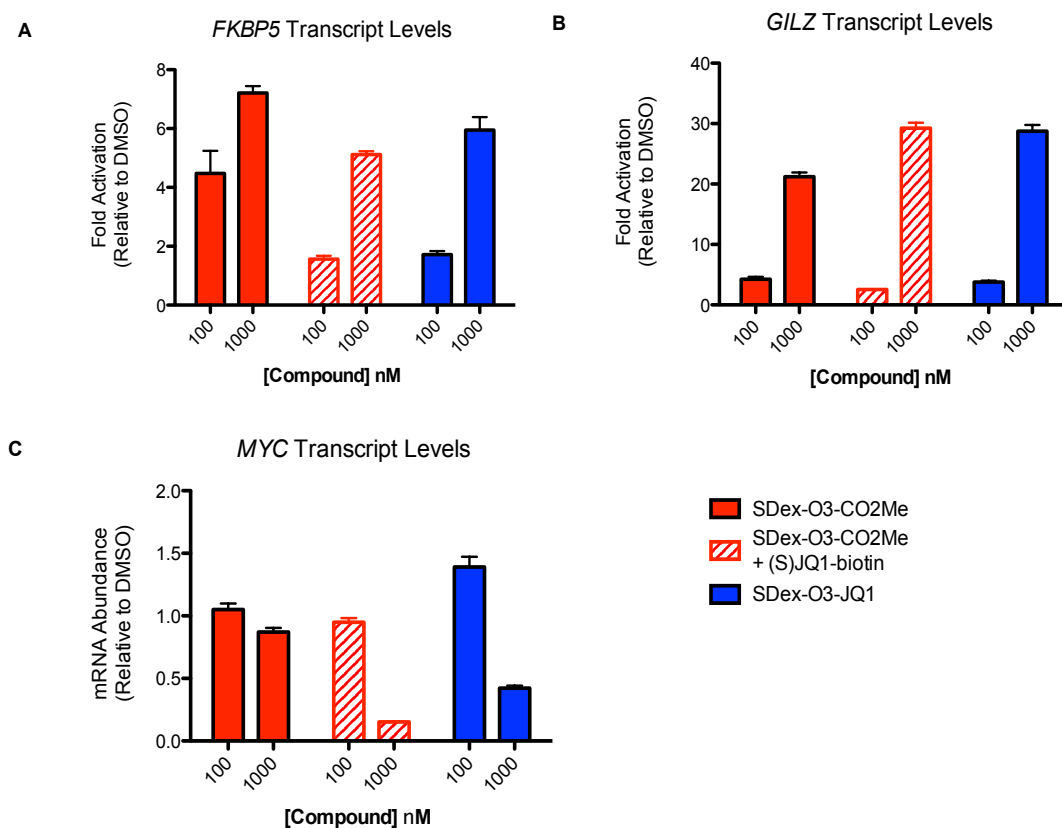 A
FKBP5 Transcript Levels
Fold Activation
(Relative to DMSO)
8
6
4
2
0
100
1000
100
1000
100
1000
[Compound] nM
B
GILZ Transcript Levels
Fold Activation
(Relative to DMSO)
40
30
20
10
0
100
1000
100
1000
100
1000
[Compound] nM
C
MYC Transcript Levels
mRNA Abundance
(Relative to DMSO)
2.0
1.5
1.0
0.5
0.0
100
1000
100
1000
100
1000
[Compound] nM
SDex-O3-CO2Me
SDex-O3-CO2Me
+ (S)JQ1-biotin
SDex-O3-JQ1